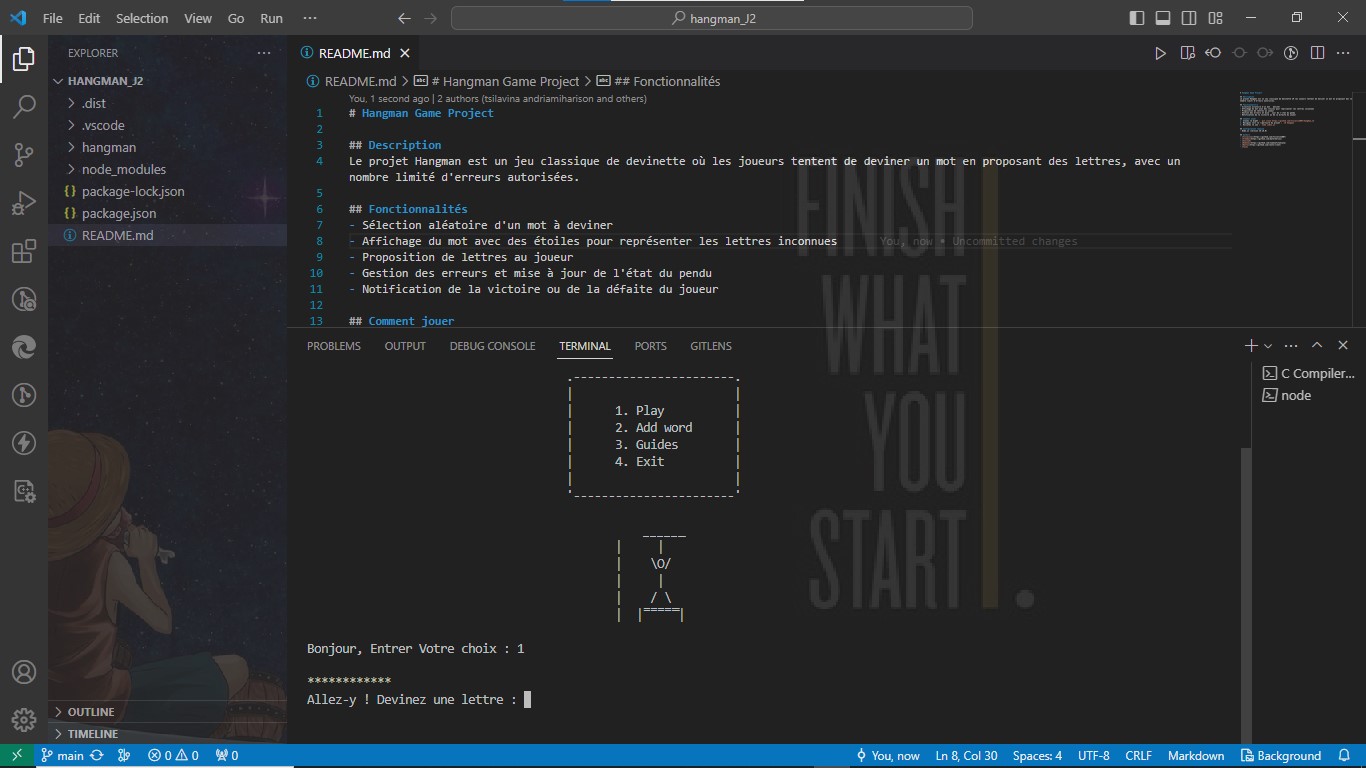 File Edit Selection View Go Run ··· hangman_J2
EXPLORER ···
HANGMAN_J2
.dist
.vscode
hangman
node_modules
{} package-lock.json
{} package.json
README.md
OUTLINE
TIMELINE
README.md
README.md > # Hangman Game Project > ## Fonctionnalités
You, 1 second ago | 2 authors (tsilavina andriamiharison and others)
1 # Hangman Game Project
2
3 ## Description
4 Le projet Hangman est un jeu classique de devinette où les joueurs tentent de deviner un mot en proposant des lettres, avec un
nombre limité d'erreurs autorisées.
5
6 ## Fonctionnalités
7 - Sélection aléatoire d'un mot à deviner
8 - Affichage du mot avec des étoiles pour représenter les lettres inconnues You, now • Uncommitted changes
9 - Proposition de lettres au joueur
10 - Gestion des erreurs et mise à jour de l'état du pendu
11 - Notification de la victoire ou de la défaite du joueur
12
13 ## Comment jouer
FINISH
WHAT
YOU
START.
PROBLEMS OUTPUT DEBUG CONSOLE TERMINAL PORTS GITLENS
C Compiler...
node
1. Play
2. Add word
3. Guides
4. Exit
\O/
|
/ \
|=====|
Bonjour, Entrer Votre choix : 1
************
Allez-y ! Devinez une lettre :
main 0 0 0 You, now Ln 8, Col 30 Spaces: 4 UTF-8 CRLF Markdown Background